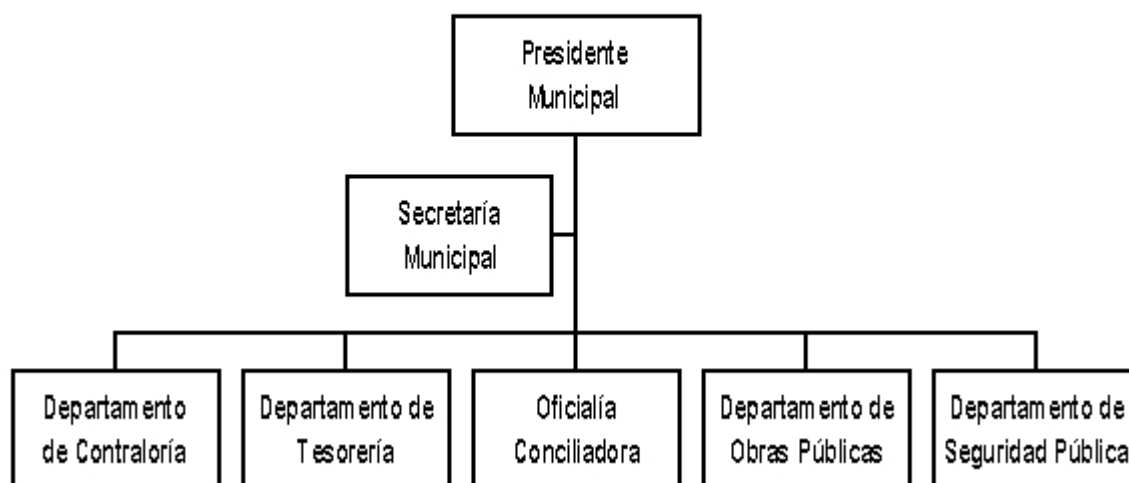 Presidente
Municipal
Secretaría
Municipal
Departamento
de Contraloría
Departamento de
Tesorería
Oficialía
Conciliadora
Departamento de
Obras Públicas
Departamento de
Seguridad Pública